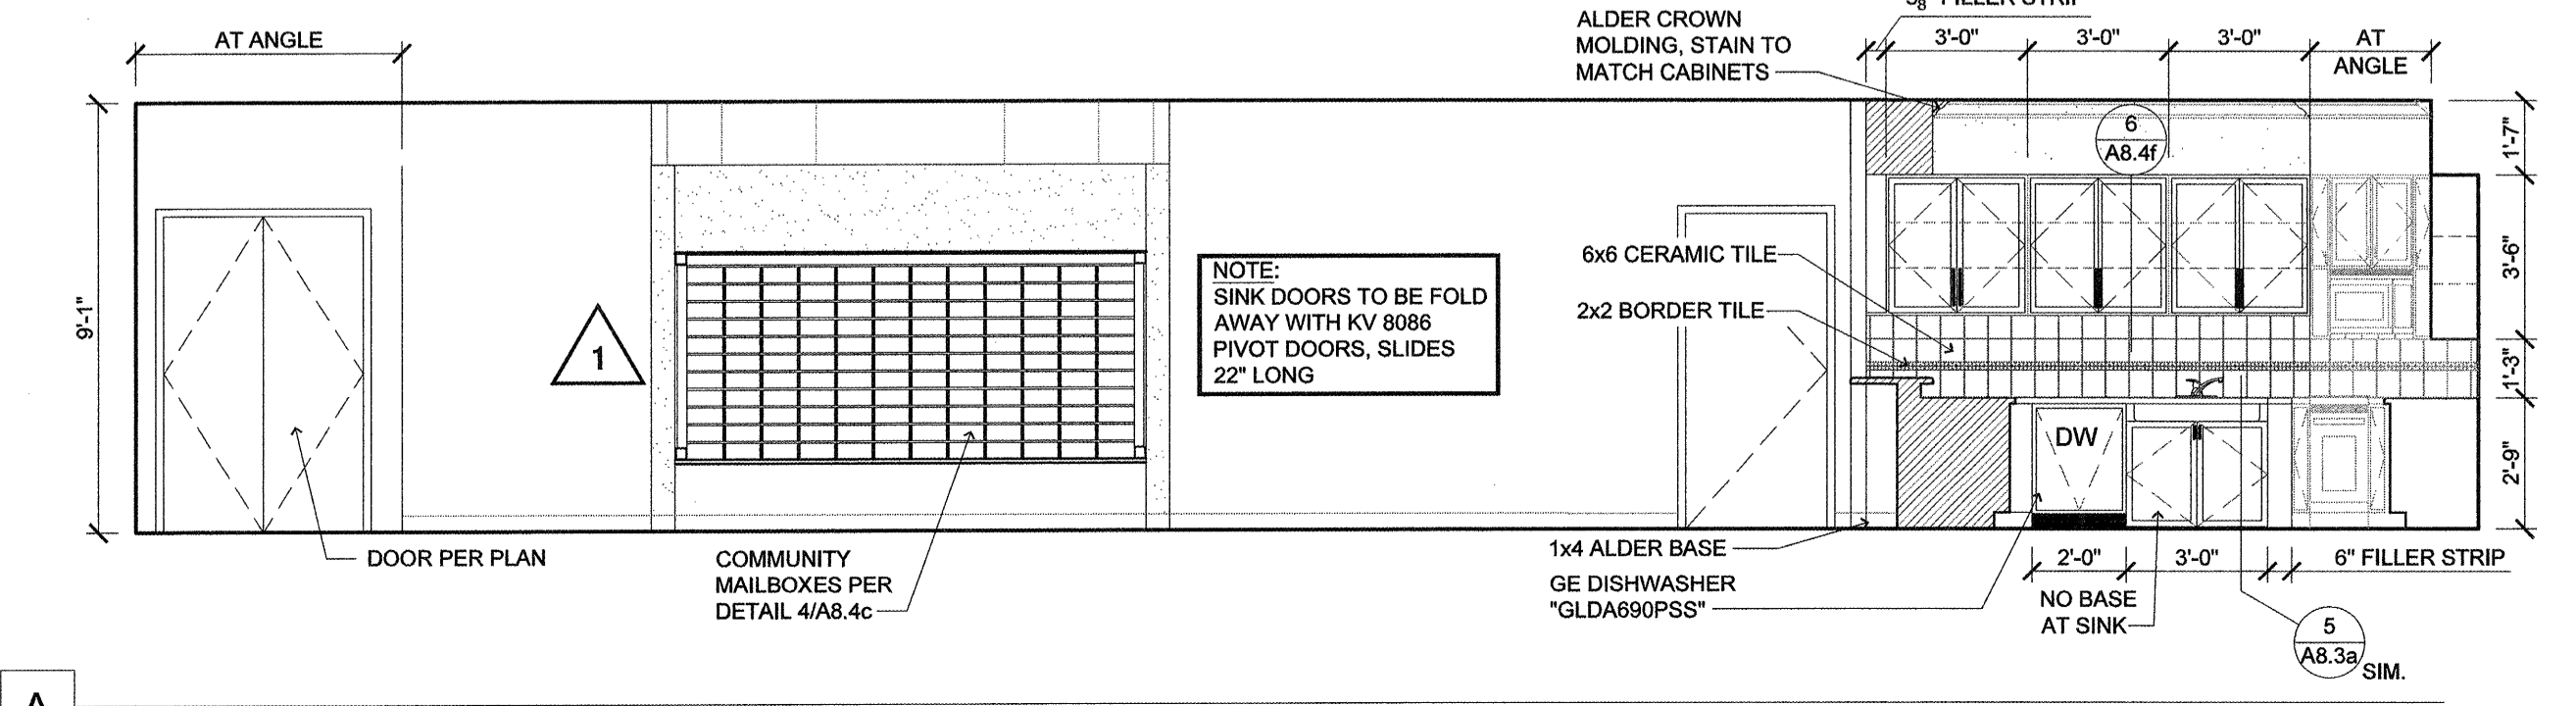 AT ANGLE
ALDER CROWN
MOLDING, STAIN TO
MATCH CABINETS
FILLER STRIP
3'-0" 3'-0" 3'-0" AT
ANGLE
6
A8.4f
1'-7"
3'-6"
1'-3"
2'-9"
9'-1"
1
NOTE:
SINK DOORS TO BE FOLD
AWAY WITH KV 8086
PIVOT DOORS, SLIDES
22" LONG
6x6 CERAMIC TILE
2x2 BORDER TILE
DW
DOOR PER PLAN
COMMUNITY
MAILBOXES PER
DETAIL 4/A8.4c
1x4 ALDER BASE
GE DISHWASHER
"GLDA690PSS"
2'-0" 3'-0" 6" FILLER STRIP
NO BASE
AT SINK
5
A8.3a
SIM.
A